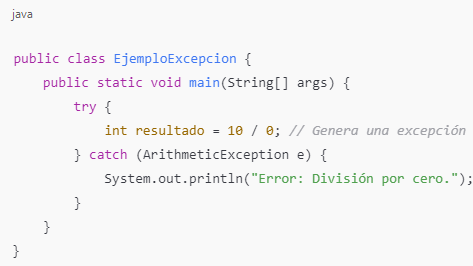 java
public class EjemploExcepcion {
    public static void main(String[] args) {
        try {
            int resultado = 10 / 0; // Genera una excepción
        } catch (ArithmeticException e) {
            System.out.println("Error: División por cero.");
        }
    }
}